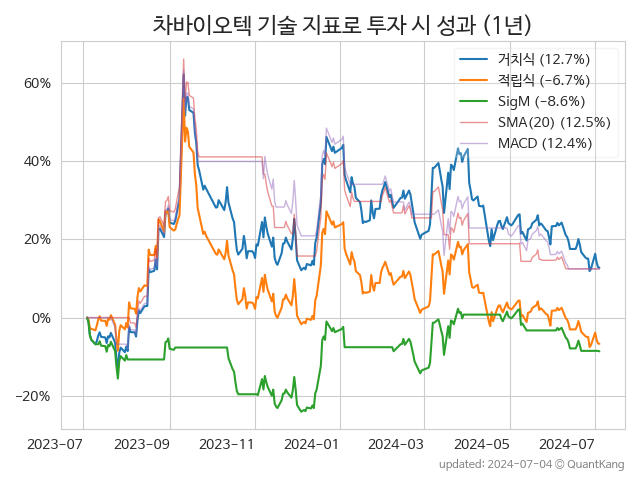 차바이오텍 기술 지표로 투자 시 성과 (1년)
거치식 (12.7%)
적립식 (−6.7%)
SigM (−8.6%)
SMA(20) (12.5%)
MACD (12.4%)
60%
40%
20%
0%
−20%
2023-07
2023-09
2023-11
2024-01
2024-03
2024-05
2024-07
updated: 2024-07-04 © QuantKang